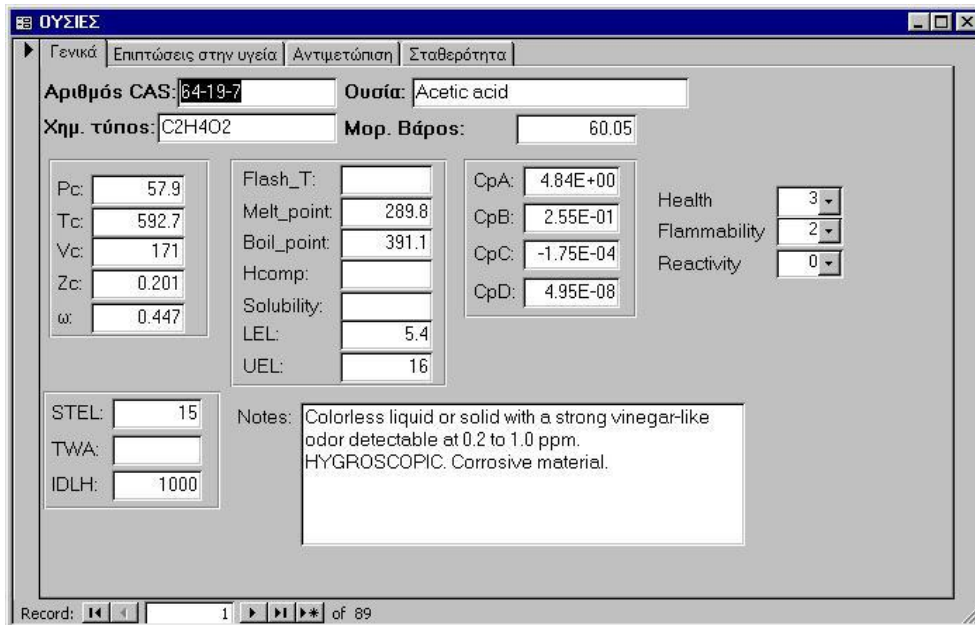 ΟΥΣΙΕΣ
Γενικά Επιπτώσεις στην υγεία Αντιμετώπιση Σταθερότητα
Αριθμός CAS: 64-19-7 Ουσία: Acetic acid
Χημ. τύπος: C2H4O2 Μορ. Βάρος: 60.05
Pc: 57.9
Tc: 592.7
Vc: 171
Zc: 0.201
ω: 0.447
Flash_T:
Melt_point: 289.8
Boil_point: 391.1
Hcomp:
Solubility:
LEL: 5.4
UEL: 16
CpA: 4.84E+00
CpB: 2.55E-01
CpC: -1.75E-04
CpD: 4.95E-08
Health 3
Flammability 2
Reactivity 0
STEL: 15
TWA:
IDLH: 1000
Notes: Colorless liquid or solid with a strong vinegar-like
odor detectable at 0.2 to 1.0 ppm.
HYGROSCOPIC. Corrosive material.
Record: 1 of 89